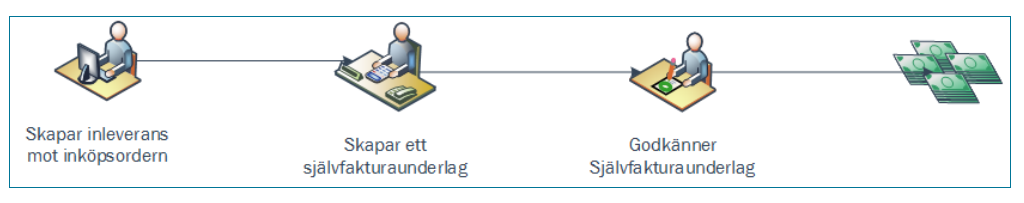 Skapar inleverans
mot inköpsordern
Skapar ett
självfakturaunderlag
Godkänner
Självfakturaunderlag